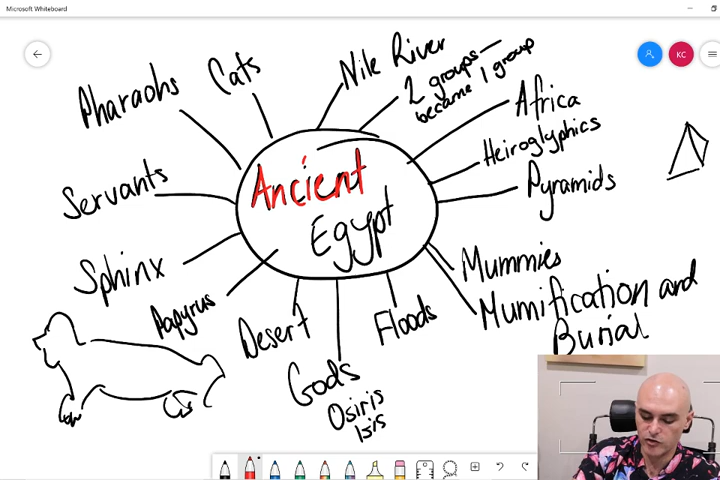 Microsoft Whiteboard
KC
Pharaohs
Cats
Nile River
2 groups
became 1 group
Africa
Heiroglyphics
Pyramids
Servants
Ancient
Egypt
Sphinx
Mummies
Papyrus
Desert
Floods
Mumification and
Burial
Gods
Osiris
Isis